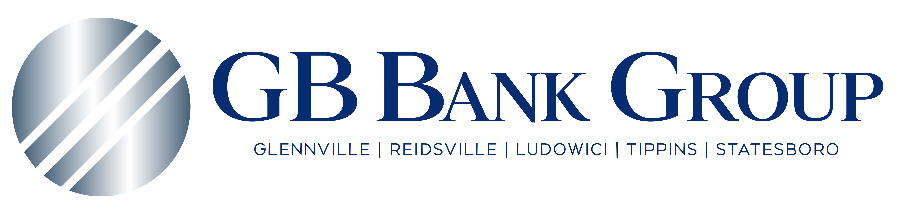 GB BANK GROUP
GLENNVILLE | REIDSVILLE | LUDOWICI | TIPPINS | STATESBORO